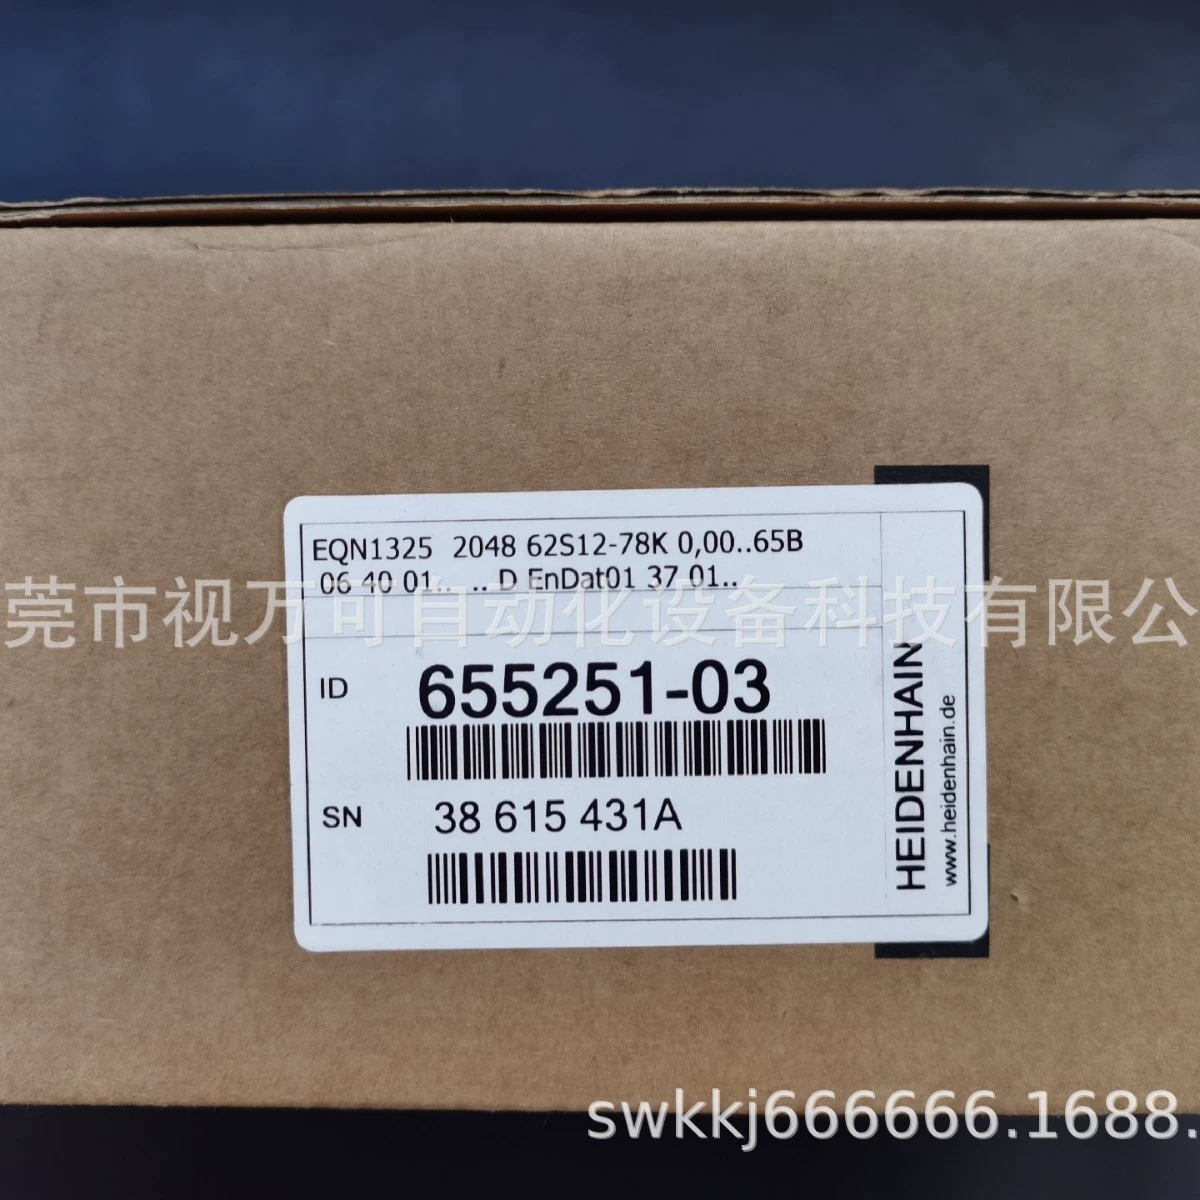 EQN1325 2048 62S12-78K 0,00..65B
06 40 01.. .. D EnDat01 37 01..
莞市视万可自动化设备科技有限公
ID 655251-03
SN 38 615 431A
HEIDENHAIN
www.heidenhain.de
swkkj666666.1688.